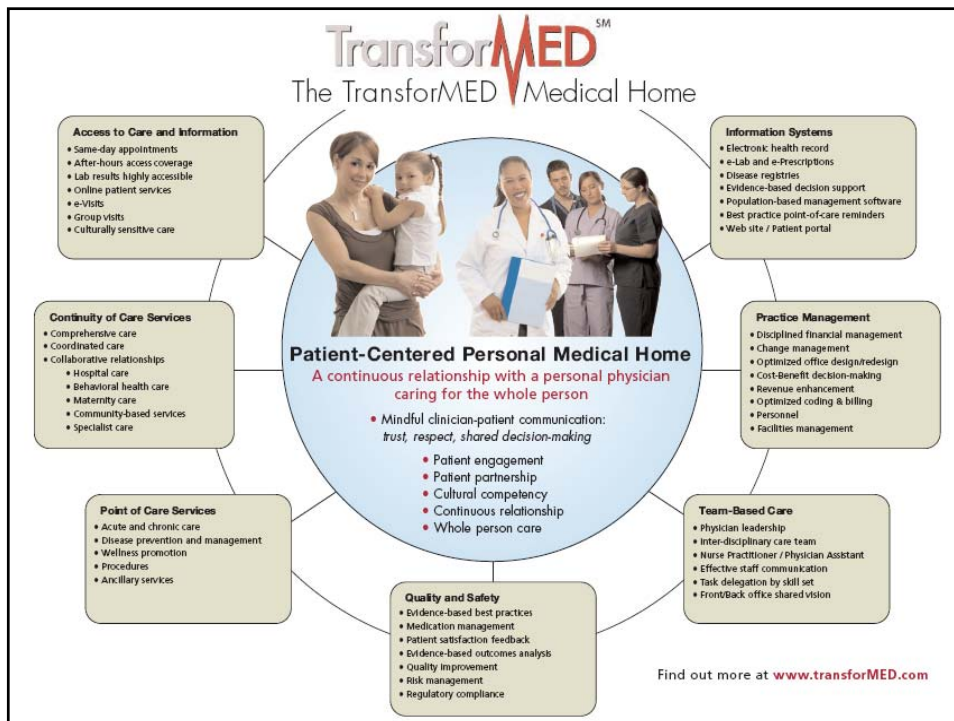 TransforMED SM
The TransforMED Medical Home
Access to Care and Information
• Same-day appointments
• After-hours access coverage
• Lab results highly accessible
• Online patient services
• e-Visits
• Group visits
• Culturally sensitive care
Information Systems
• Electronic health record
• e-Lab and e-Prescriptions
• Disease registries
• Evidence-based decision support
• Population-based management software
• Best practice point-of-care reminders
• Web site / Patient portal
Continuity of Care Services
• Comprehensive care
• Coordinated care
• Collaborative relationships
• Hospital care
• Behavioral health care
• Maternity care
• Community-based services
• Specialist care
Patient-Centered Personal Medical Home
A continuous relationship with a personal physician
caring for the whole person
• Mindful clinician-patient communication:
trust, respect, shared decision-making
• Patient engagement
• Patient partnership
• Cultural competency
• Continuous relationship
• Whole person care
Practice Management
• Disciplined financial management
• Change management
• Optimized office design/redesign
• Cost-Benefit decision-making
• Revenue enhancement
• Optimized coding & billing
• Personnel
• Facilities management
Point of Care Services
• Acute and chronic care
• Disease prevention and management
• Wellness promotion
• Procedures
• Ancillary services
Team-Based Care
• Physician leadership
• Inter-disciplinary care team
• Nurse Practitioner / Physician Assistant
• Effective staff communication
• Task delegation by skill set
• Front/Back office shared vision
Quality and Safety
• Evidence-based best practices
• Medication management
• Patient satisfaction feedback
• Evidence-based outcomes analysis
• Quality improvement
• Risk management
• Regulatory compliance
Find out more at www.transforMED.com